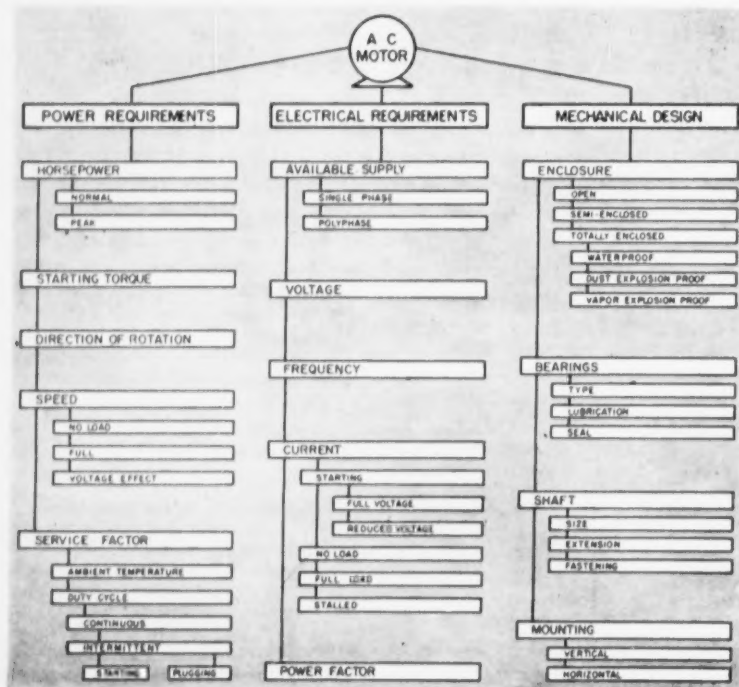 A C
MOTOR
POWER REQUIREMENTS
HORSEPOWER
NORMAL
PEAK
STARTING TORQUE
DIRECTION OF ROTATION
SPEED
NO LOAD
FULL
VOLTAGE EFFECT
SERVICE FACTOR
AMBIENT TEMPERATURE
DUTY CYCLE
CONTINUOUS
INTERMITTENT
STARTING
PLUGGING
ELECTRICAL REQUIREMENTS
AVAILABLE SUPPLY
SINGLE PHASE
POLYPHASE
VOLTAGE
FREQUENCY
CURRENT
STARTING
FULL VOLTAGE
REDUCED VOLTAGE
NO LOAD
FULL LOAD
STALLED
POWER FACTOR
MECHANICAL DESIGN
ENCLOSURE
OPEN
SEMI-ENCLOSED
TOTALLY ENCLOSED
WATERPROOF
DUST EXPLOSION PROOF
VAPOR EXPLOSION PROOF
BEARINGS
TYPE
LUBRICATION
SEAL
SHAFT
SIZE
EXTENSION
FASTENING
MOUNTING
VERTICAL
HORIZONTAL